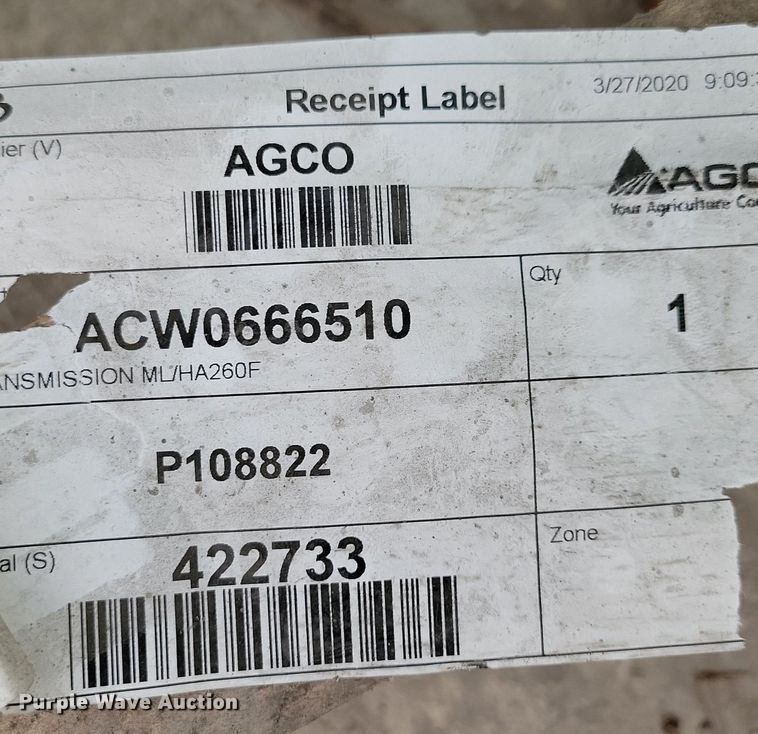 Receipt Label
3/27/2020 9:09:
ier (V)
AGCO
AGC
Your Agriculture Co
ACW0666510
Qty
1
ANSMISSION ML/HA260F
P108822
al (S)
422733
Zone
Purple Wave Auction